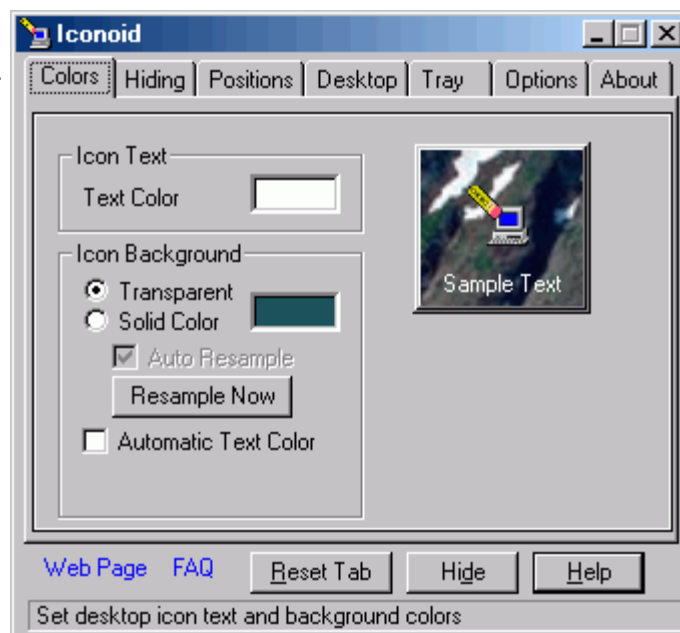 Iconoid
Colors Hiding Positions Desktop Tray Options About
Icon Text
Text Color
Icon Background
Transparent
Solid Color
Auto Resample
Resample Now
Automatic Text Color
Sample Text
Web Page FAQ Reset Tab Hide Help
Set desktop icon text and background colors